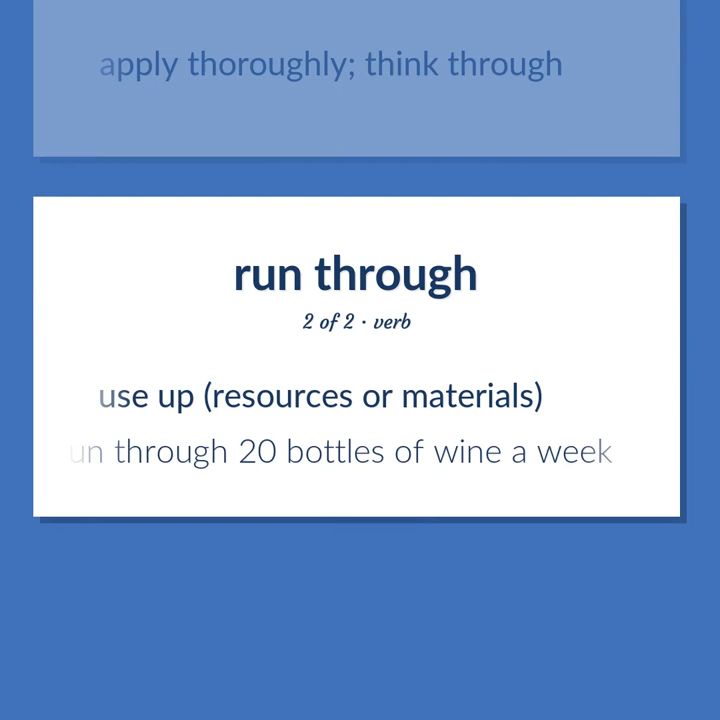 apply thoroughly; think through
run through
2 of 2 · verb
use up (resources or materials)
un through 20 bottles of wine a week